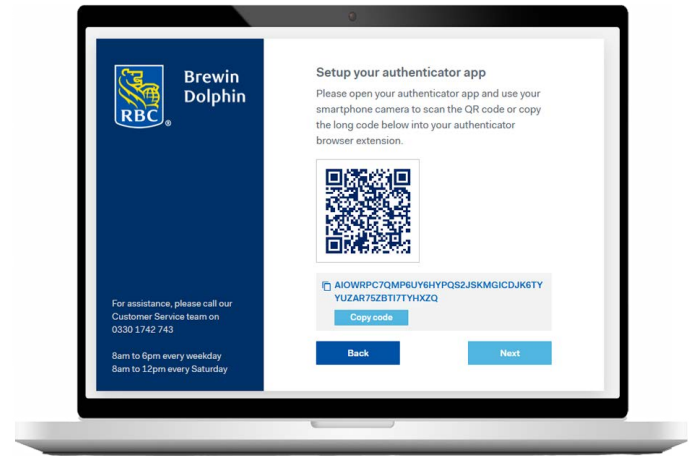 Brewin
Dolphin
RBC
®
For assistance, please call our
Customer Service team on
0330 1742 743
8am to 6pm every weekday
8am to 12pm every Saturday
Setup your authenticator app
Please open your authenticator app and use your
smartphone camera to scan the QR code or copy
the long code below into your authenticator
browser extension.
AIOWRPC7QMP6UY6HYPQS2JSKMGICDJK6TY
YUZAR75ZBTI7TYHXZQ
Copy code
Back
Next